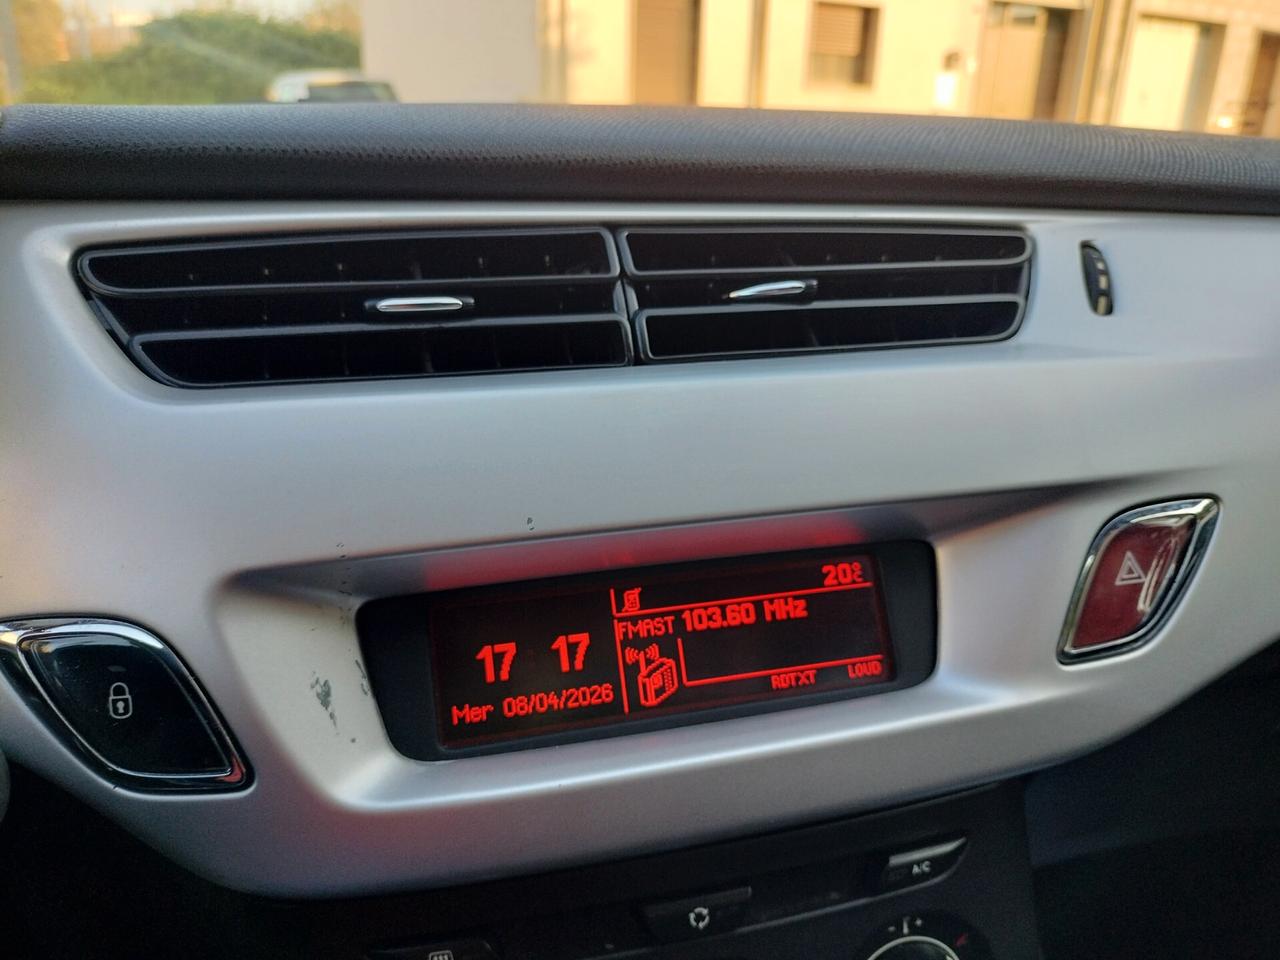 20°C
FMAST 103.60 MHz
17 17
Mer 08/04/2026
RDTXT LOUD
A/C